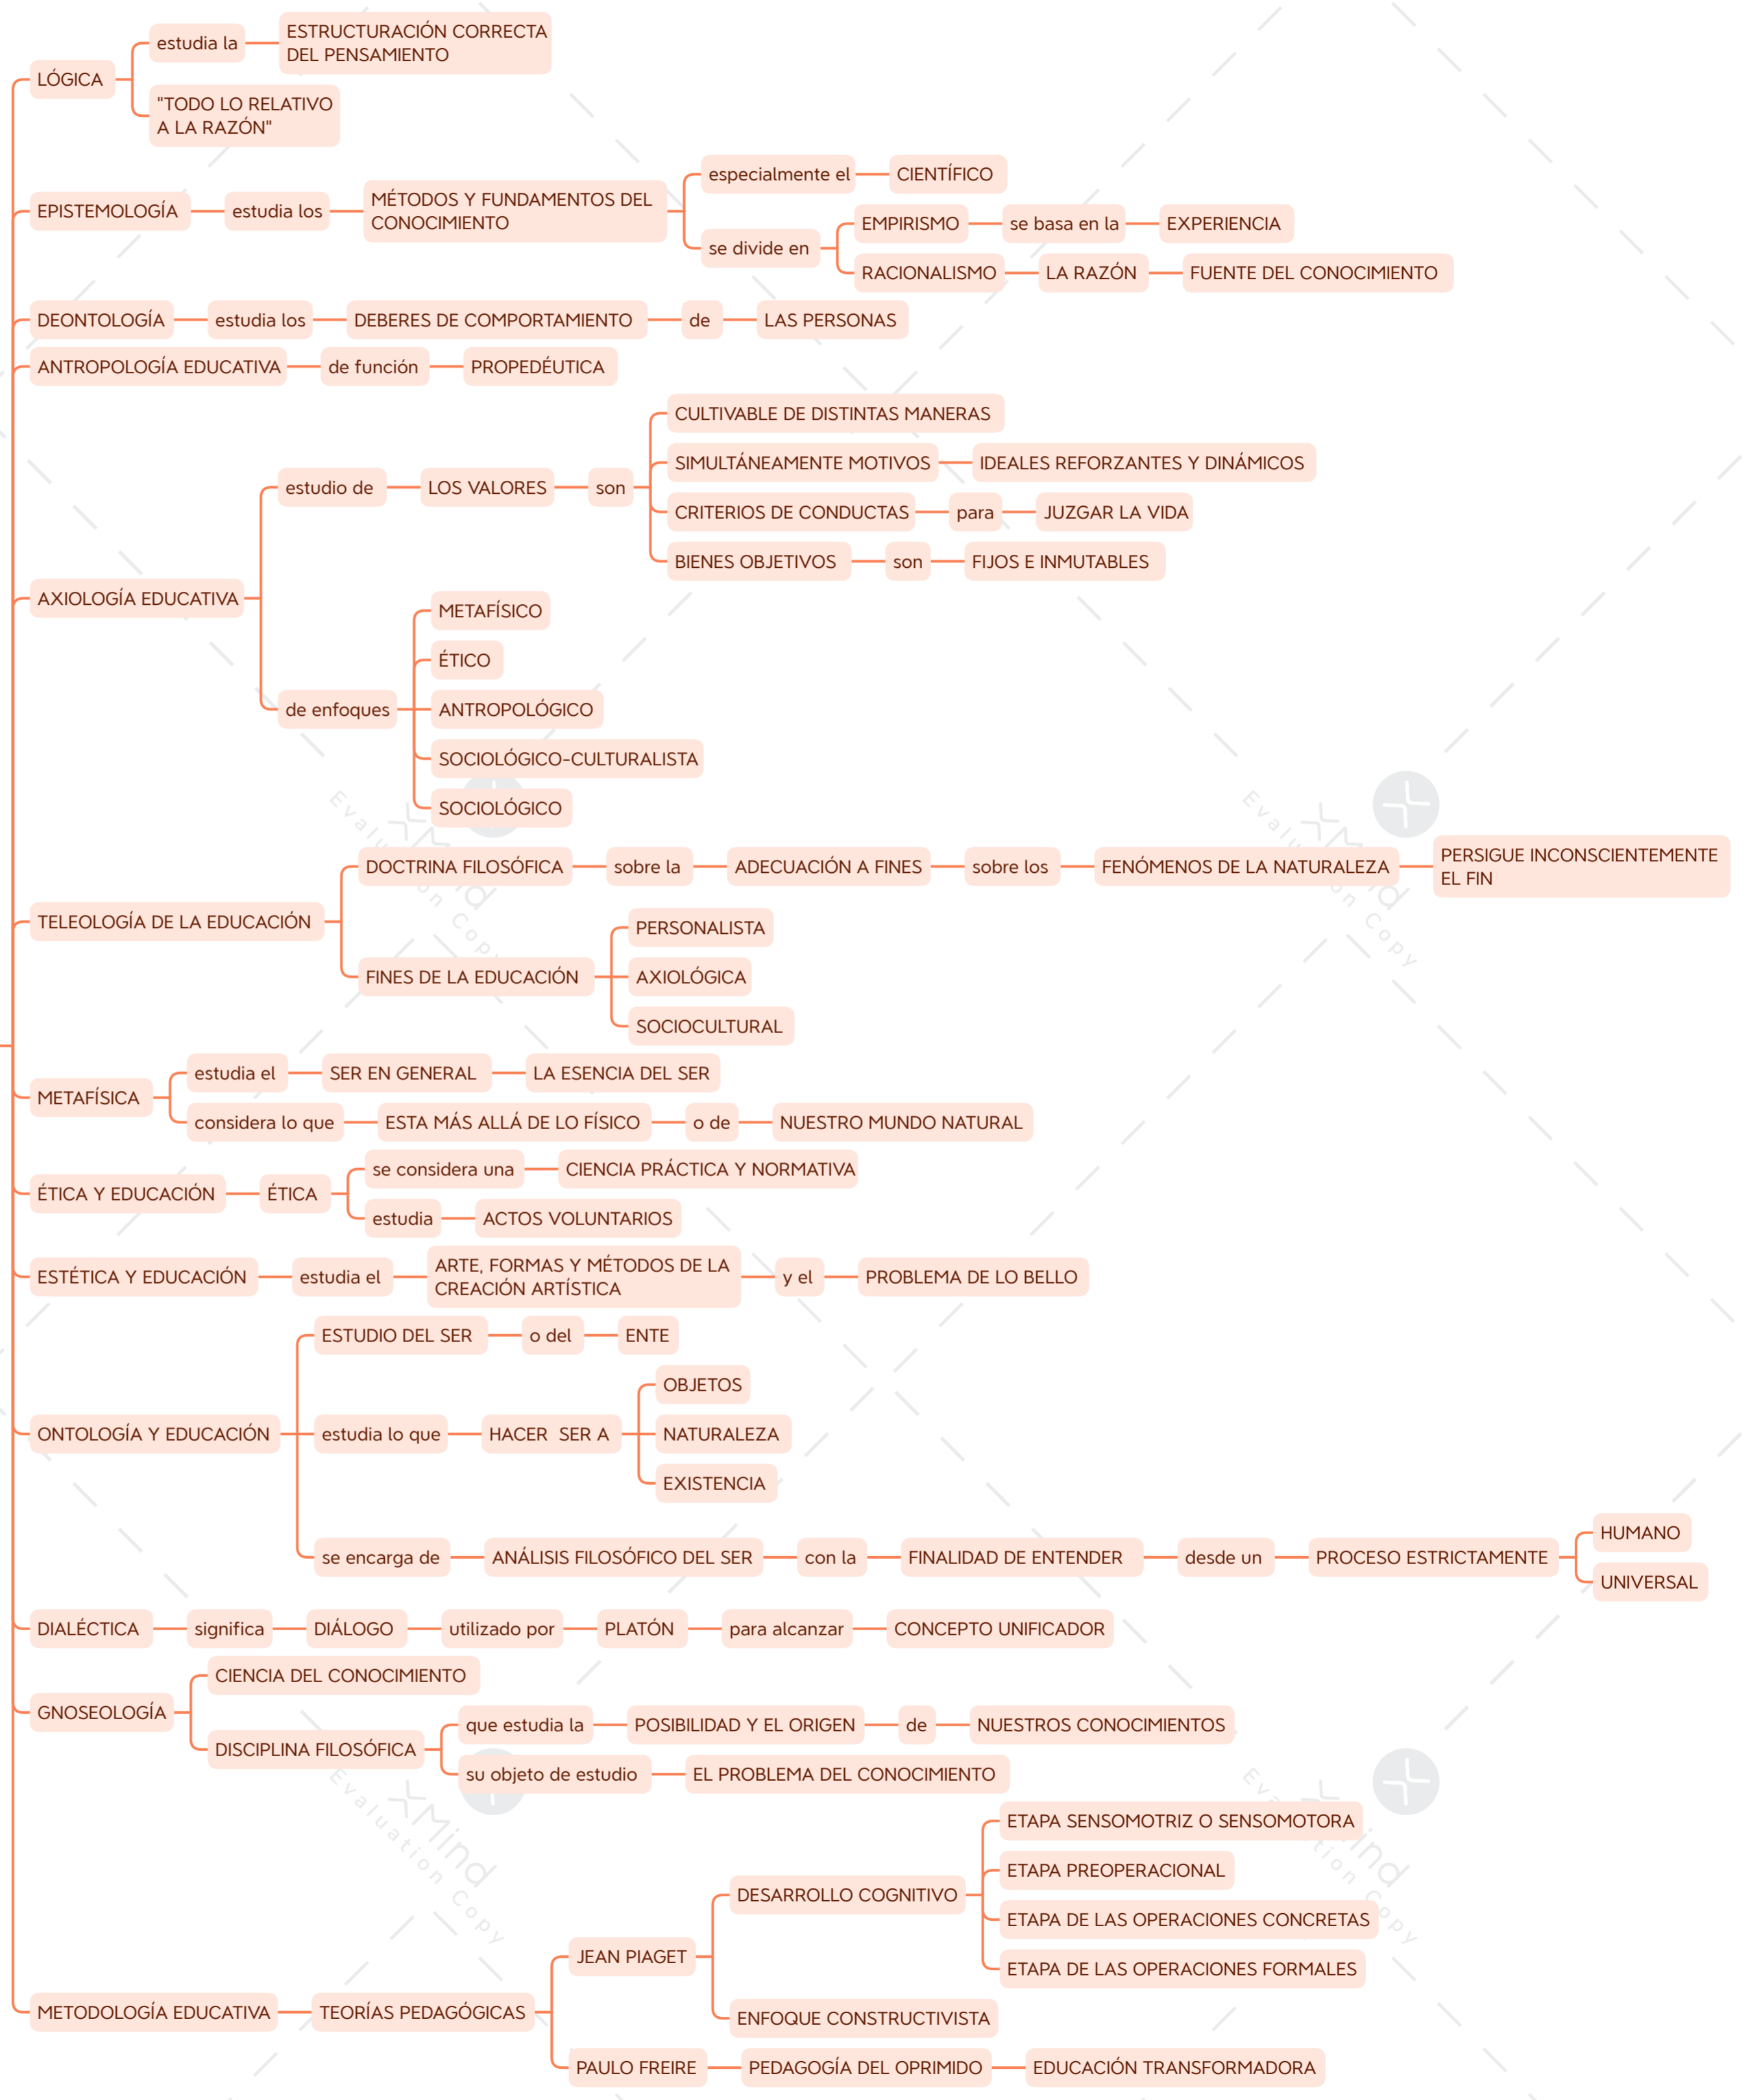 LÓGICA
estudia la
ESTRUCTURACIÓN CORRECTA
DEL PENSAMIENTO
"TODO LO RELATIVO
A LA RAZÓN"
EPISTEMOLOGÍA
estudia los
MÉTODOS Y FUNDAMENTOS DEL
CONOCIMIENTO
especialmente el
CIENTÍFICO
se divide en
EMPIRISMO
se basa en la
EXPERIENCIA
RACIONALISMO
LA RAZÓN
FUENTE DEL CONOCIMIENTO
DEONTOLOGÍA
estudia los
DEBERES DE COMPORTAMIENTO
de
LAS PERSONAS
ANTROPOLOGÍA EDUCATIVA
de función
PROPEDÉUTICA
AXIOLOGÍA EDUCATIVA
estudio de
LOS VALORES
son
CULTIVABLE DE DISTINTAS MANERAS
SIMULTÁNEAMENTE MOTIVOS
IDEALES REFORZANTES Y DINÁMICOS
CRITERIOS DE CONDUCTAS
para
JUZGAR LA VIDA
BIENES OBJETIVOS
son
FIJOS E INMUTABLES
de enfoques
METAFÍSICO
ÉTICO
ANTROPOLÓGICO
SOCIOLÓGICO-CULTURALISTA
SOCIOLÓGICO
TELEOLOGÍA DE LA EDUCACIÓN
DOCTRINA FILOSÓFICA
sobre la
ADECUACIÓN A FINES
sobre los
FENÓMENOS DE LA NATURALEZA
PERSIGUE INCONSCIENTEMENTE
EL FIN
FINES DE LA EDUCACIÓN
PERSONALISTA
AXIOLÓGICA
SOCIOCULTURAL
METAFÍSICA
estudia el
SER EN GENERAL
LA ESENCIA DEL SER
considera lo que
ESTA MÁS ALLÁ DE LO FÍSICO
o de
NUESTRO MUNDO NATURAL
ÉTICA Y EDUCACIÓN
ÉTICA
se considera una
CIENCIA PRÁCTICA Y NORMATIVA
estudia
ACTOS VOLUNTARIOS
ESTÉTICA Y EDUCACIÓN
estudia el
ARTE, FORMAS Y MÉTODOS DE LA
CREACIÓN ARTÍSTICA
y el
PROBLEMA DE LO BELLO
ONTOLOGÍA Y EDUCACIÓN
ESTUDIO DEL SER
o del
ENTE
estudia lo que
HACER SER A
OBJETOS
NATURALEZA
EXISTENCIA
se encarga de
ANÁLISIS FILOSÓFICO DEL SER
con la
FINALIDAD DE ENTENDER
desde un
PROCESO ESTRICTAMENTE
HUMANO
UNIVERSAL
DIALÉCTICA
significa
DIÁLOGO
utilizado por
PLATÓN
para alcanzar
CONCEPTO UNIFICADOR
GNOSEOLOGÍA
CIENCIA DEL CONOCIMIENTO
DISCIPLINA FILOSÓFICA
que estudia la
POSIBILIDAD Y EL ORIGEN
de
NUESTROS CONOCIMIENTOS
su objeto de estudio
EL PROBLEMA DEL CONOCIMIENTO
METODOLOGÍA EDUCATIVA
TEORÍAS PEDAGÓGICAS
JEAN PIAGET
DESARROLLO COGNITIVO
ETAPA SENSOMOTRIZ O SENSOMOTORA
ETAPA PREOPERACIONAL
ETAPA DE LAS OPERACIONES CONCRETAS
ETAPA DE LAS OPERACIONES FORMALES
ENFOQUE CONSTRUCTIVISTA
PAULO FREIRE
PEDAGOGÍA DEL OPRIMIDO
EDUCACIÓN TRANSFORMADORA
XMind
Evaluation Copy